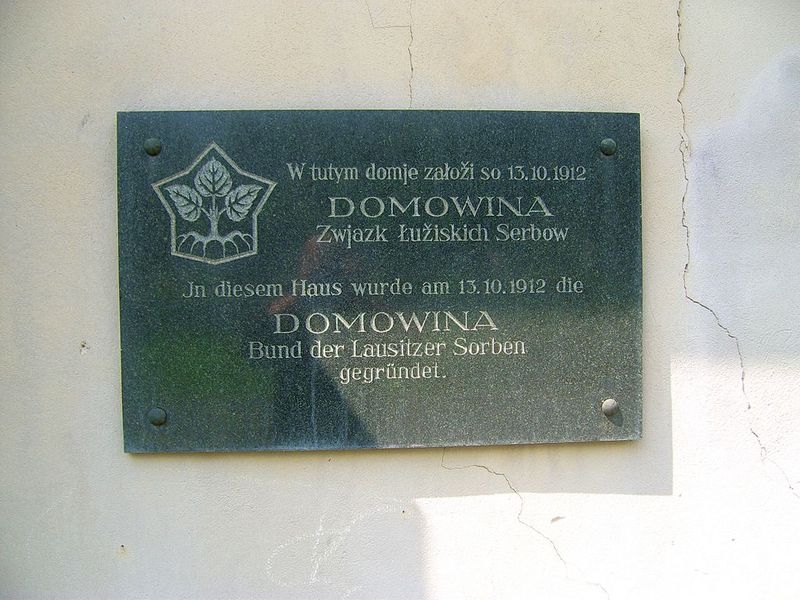 W tutym domje załoži so 13.10.1912
DOMOWINA
Zwjazk Łužiskich Serbow
Jn diesem Haus wurde am 13.10.1912 die
DOMOWINA
Bund der Lausitzer Sorben
gegründet.